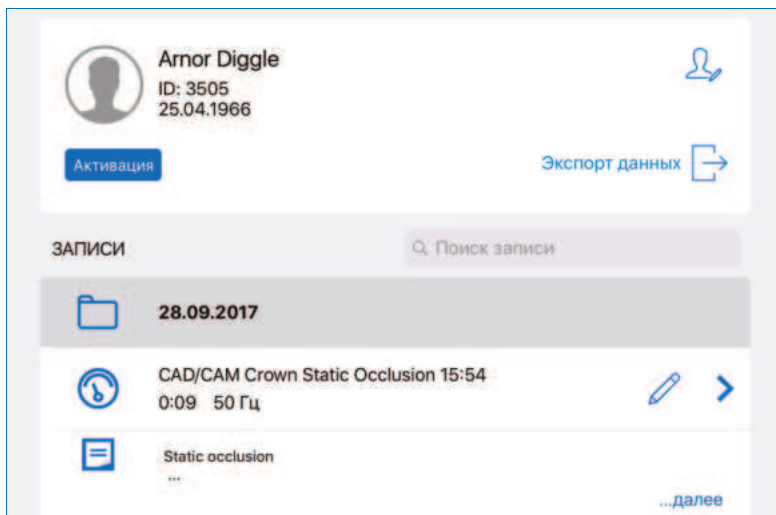 Arnor Diggle
ID: 3505
25.04.1966
Активация
Экспорт данных
ЗАПИСИ
Поиск записи
28.09.2017
CAD/CAM Crown Static Occlusion 15:54
0:09 50 Гц
Static occlusion
...
...далее